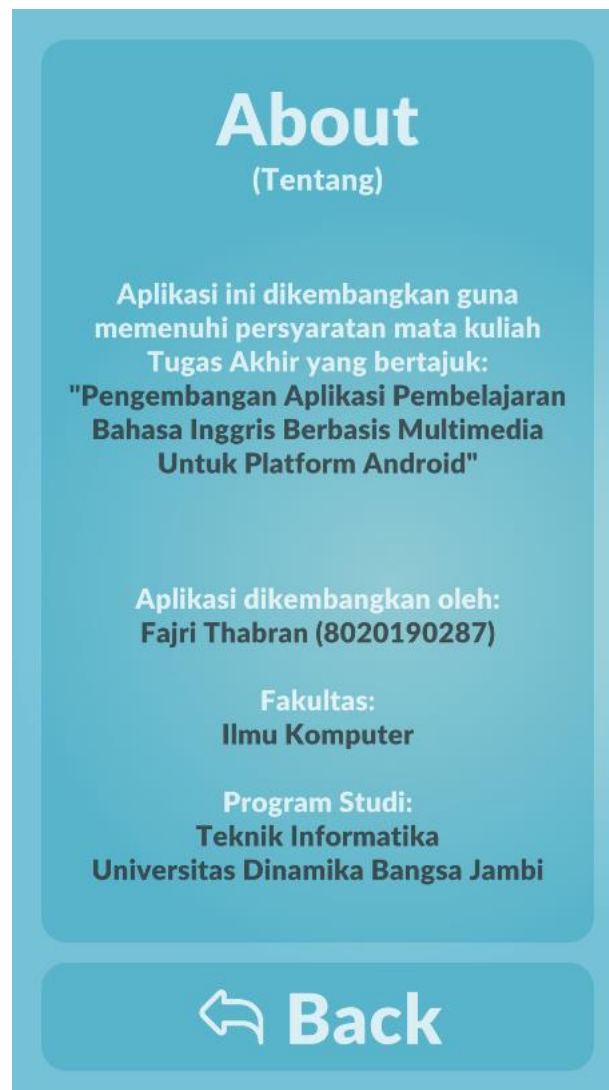 About
(Tentang)
Aplikasi ini dikembangkan guna
memenuhi persyaratan mata kuliah
Tugas Akhir yang bertajuk:
"Pengembangan Aplikasi Pembelajaran
Bahasa Inggris Berbasis Multimedia
Untuk Platform Android"
Aplikasi dikembangkan oleh:
Fajri Thabran (8020190287)
Fakultas:
Ilmu Komputer
Program Studi:
Teknik Informatika
Universitas Dinamika Bangsa Jambi
Back